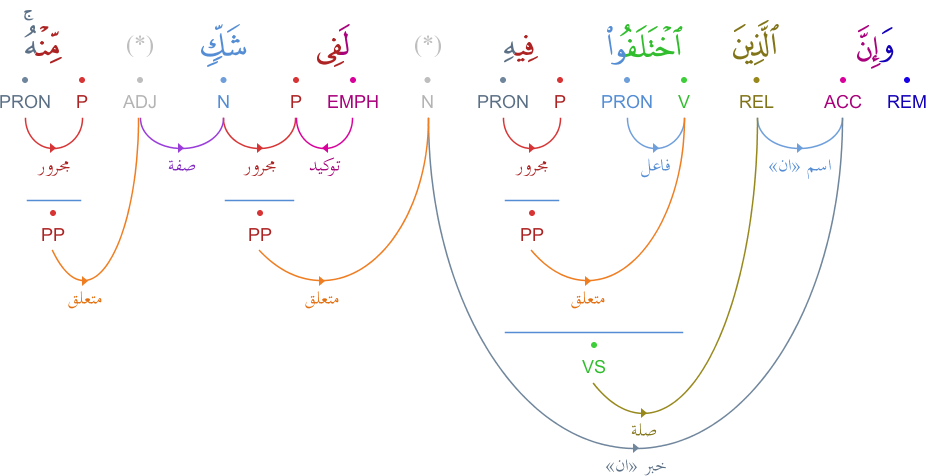 وَإِنَّ ٱلَّذِينَ ٱخْتَلَفُوا۟ فِيهِ (*) لَفِى شَكٍّ (*) مِّنْهُ ۚ
REM ACC REL V PRON P PRON N EMPH P N ADJ P PRON
اسم «ان» فاعل مجرور توكيد مجرور صفة مجرور
PP PP PP
متعلق متعلق متعلق
VS
صلة
خبر «ان»